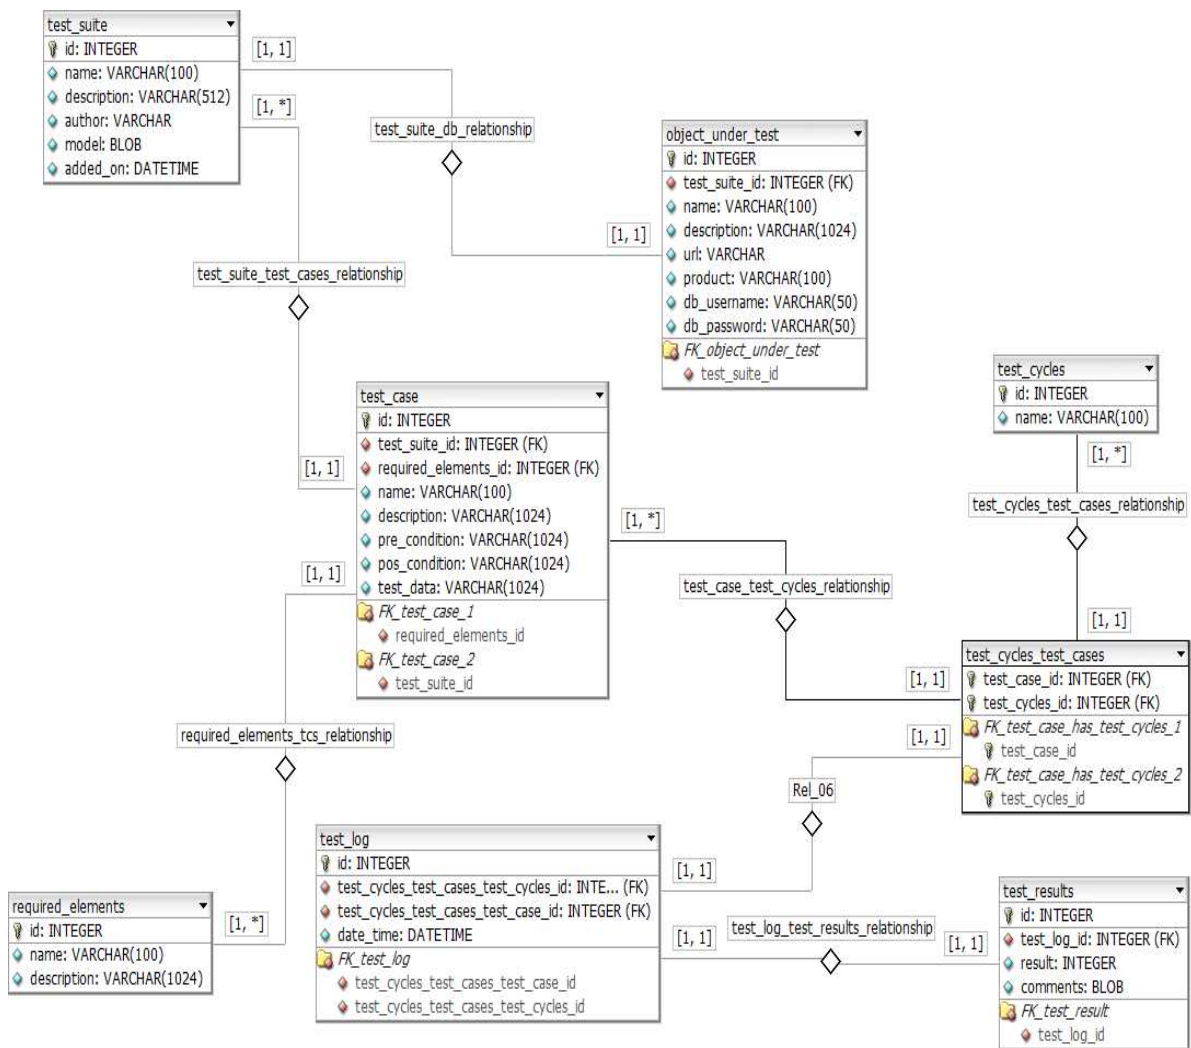 test_suite
id: INTEGER
name: VARCHAR(100)
description: VARCHAR(512)
author: VARCHAR
model: BLOB
added_on: DATETIME
[1, 1]
[1, *]
test_suite_db_relationship
[1, 1]
object_under_test
id: INTEGER
test_suite_id: INTEGER (FK)
name: VARCHAR(100)
description: VARCHAR(1024)
url: VARCHAR
product: VARCHAR(100)
db_username: VARCHAR(50)
db_password: VARCHAR(50)
FK_object_under_test
test_suite_id
test_suite_test_cases_relationship
[1, 1]
test_case
id: INTEGER
test_suite_id: INTEGER (FK)
required_elements_id: INTEGER (FK)
name: VARCHAR(100)
description: VARCHAR(1024)
pre_condition: VARCHAR(1024)
pos_condition: VARCHAR(1024)
test_data: VARCHAR(1024)
FK_test_case_1
required_elements_id
FK_test_case_2
test_suite_id
[1, 1]
[1, *]
test_cycles
id: INTEGER
name: VARCHAR(100)
[1, *]
test_cycles_test_cases_relationship
[1, 1]
test_case_test_cycles_relationship
[1, 1]
test_cycles_test_cases
test_case_id: INTEGER (FK)
test_cycles_id: INTEGER (FK)
FK_test_case_has_test_cycles_1
test_case_id
FK_test_case_has_test_cycles_2
test_cycles_id
[1, 1]
Rel_06
[1, 1]
required_elements_tcs_relationship
[1, *]
required_elements
id: INTEGER
name: VARCHAR(100)
description: VARCHAR(1024)
test_log
id: INTEGER
test_cycles_test_cases_test_cycles_id: INTE... (FK)
test_cycles_test_cases_test_case_id: INTEGER (FK)
date_time: DATETIME
FK_test_log
test_cycles_test_cases_test_case_id
test_cycles_test_cases_test_cycles_id
[1, 1]
test_log_test_results_relationship
[1, 1]
test_results
id: INTEGER
test_log_id: INTEGER (FK)
result: INTEGER
comments: BLOB
FK_test_result
test_log_id